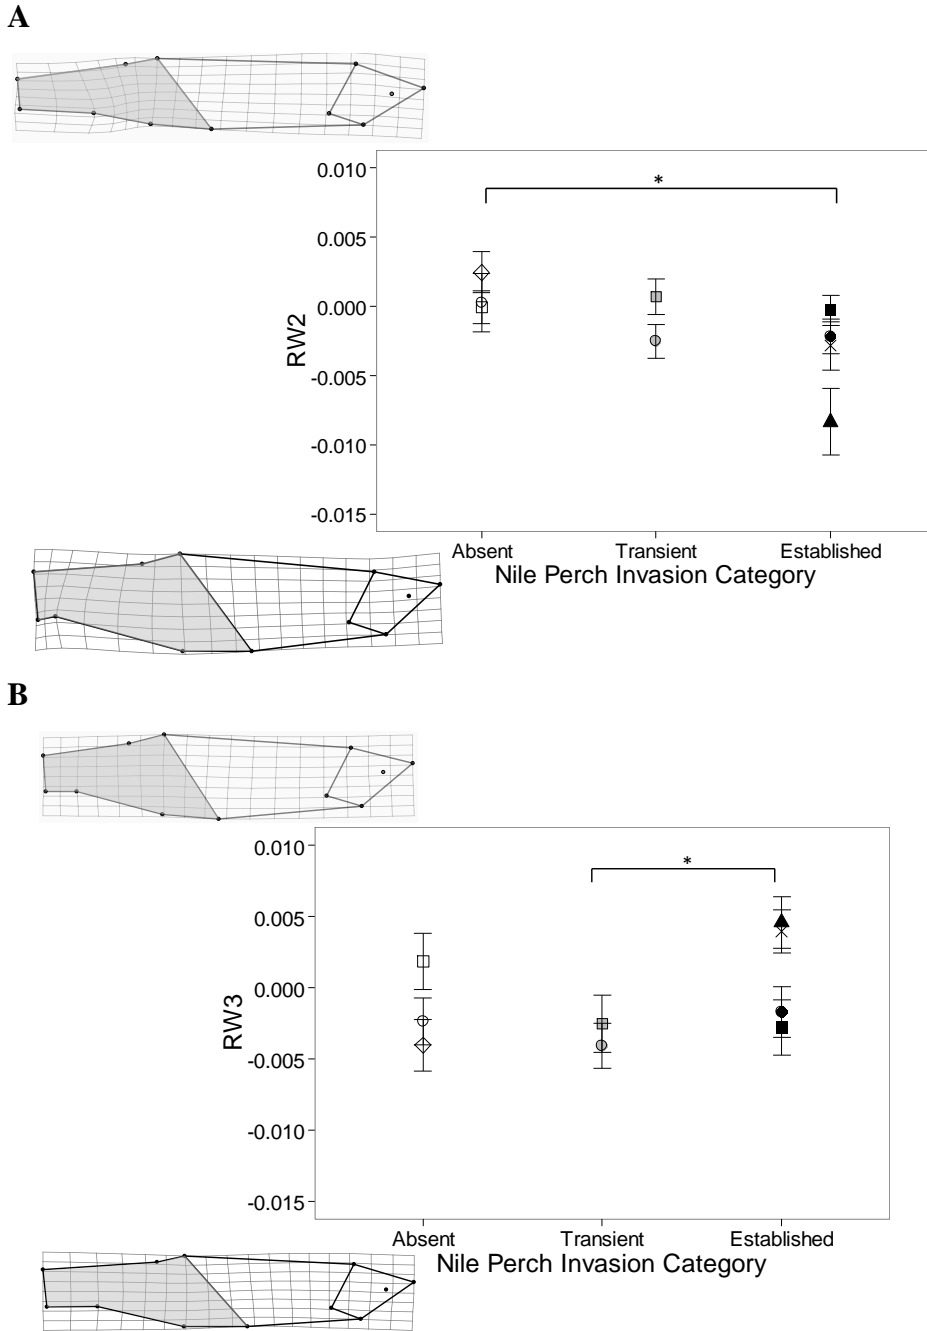 A
0.010
*
0.005
0.000
RW2
-0.005
-0.010
-0.015
Absent Transient Established
Nile Perch Invasion Category
B
0.010
*
0.005
0.000
RW3
-0.005
-0.010
-0.015
Absent Transient Established
Nile Perch Invasion Category